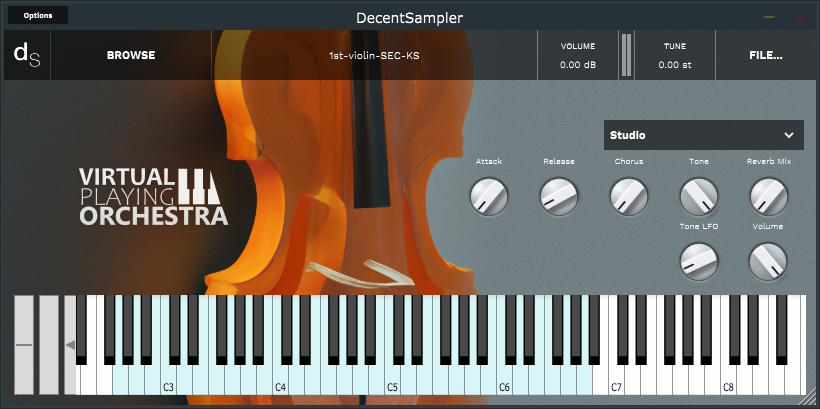 Options
DecentSampler
ds
BROWSE
1st-violin-SEC-KS
VOLUME
0.00 dB
TUNE
0.00 st
FILE...
Studio
Attack
Release
Chorus
Tone
Reverb Mix
VIRTUAL
PLAYING
ORCHESTRA
Tone LFO
Volume
C3
C4
C5
C6
C7
C8